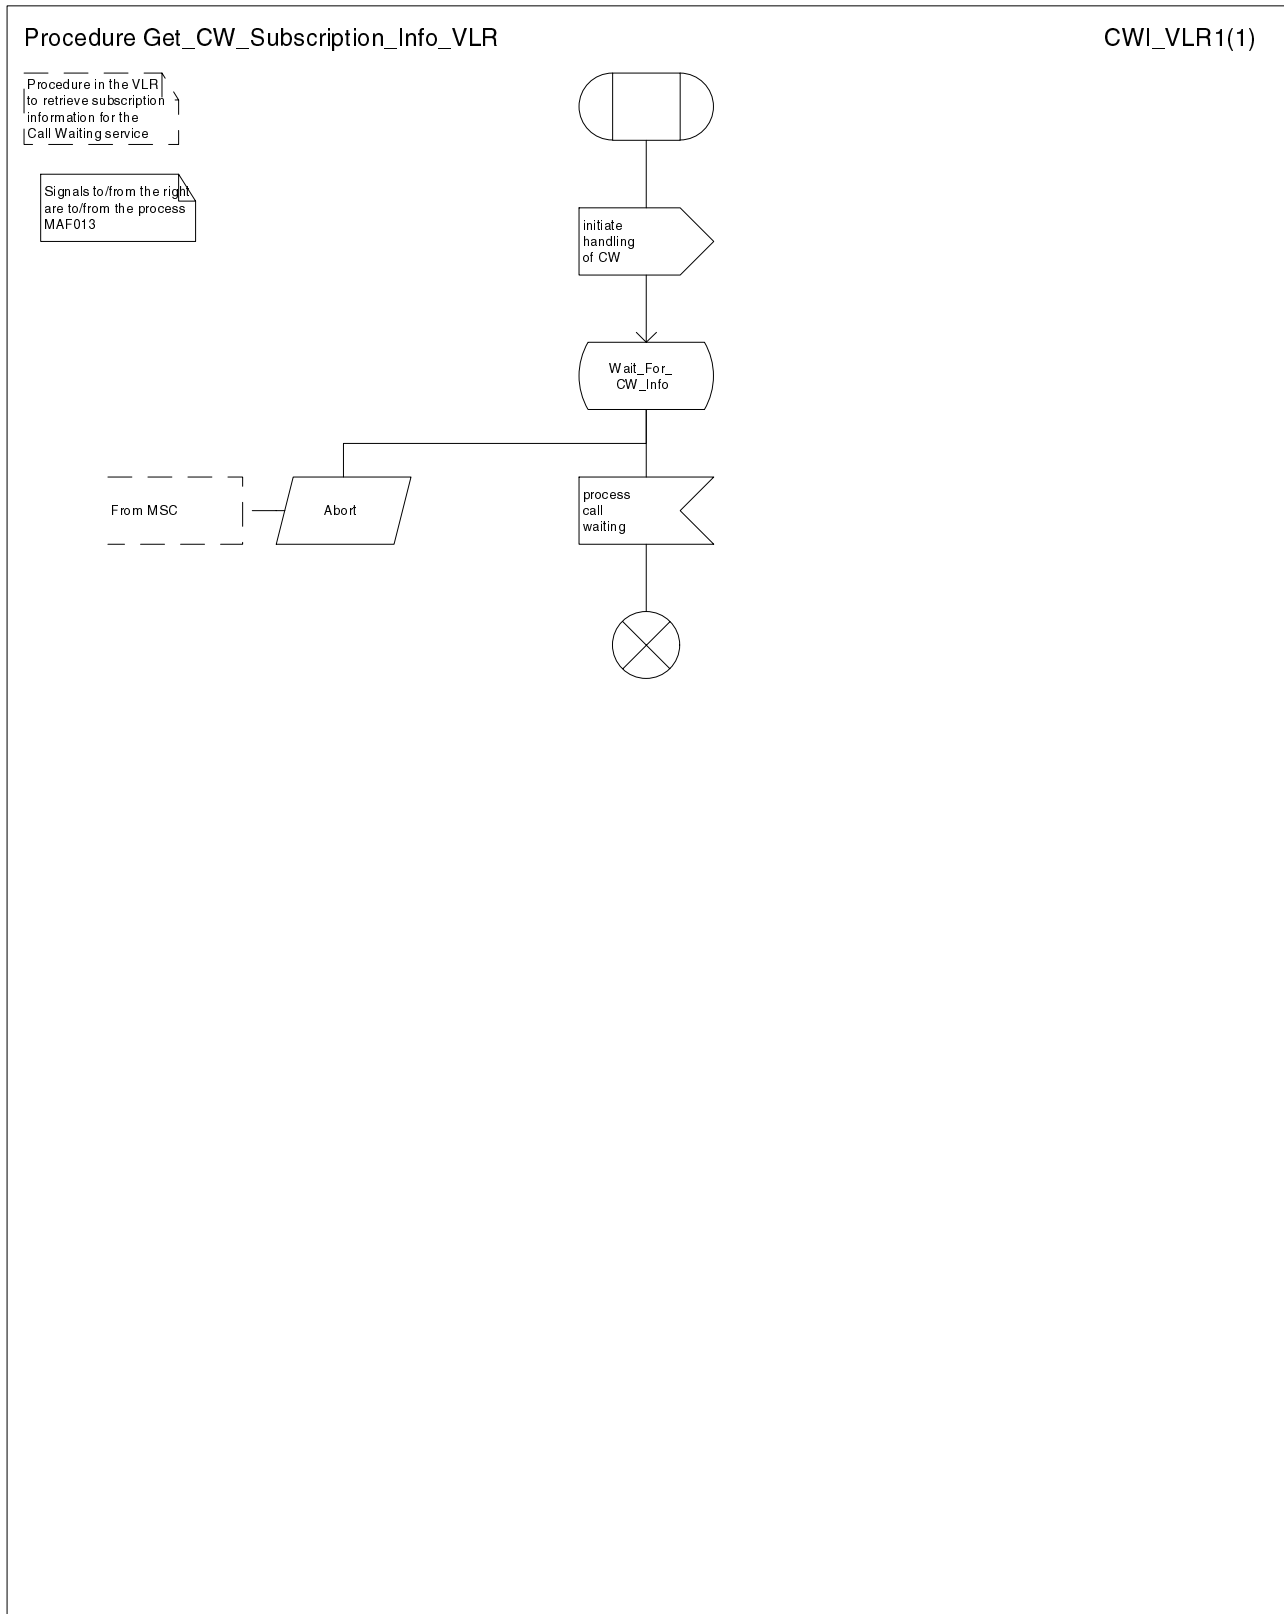 Procedure Get_CW_Subscription_Info_VLR
CWI_VLR1(1)
Procedure in the VLR
to retrieve subscription
information for the
Call Waiting service
Signals to/from the right
are to/from the process
MAF013
initiate
handling
of CW
Wait_For_
CW_Info
From MSC
Abort
process
call
waiting